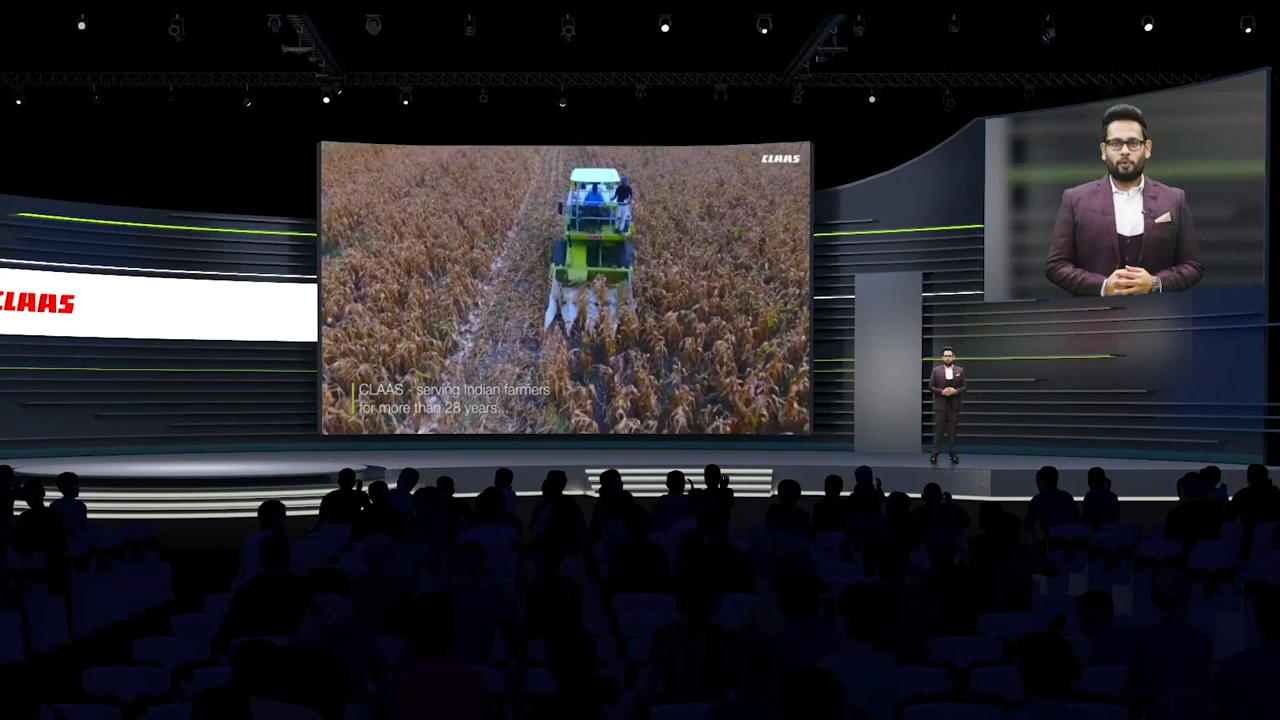 CLAAS
CLAAS
CLAAS - serving Indian farmers
for more than 28 years...